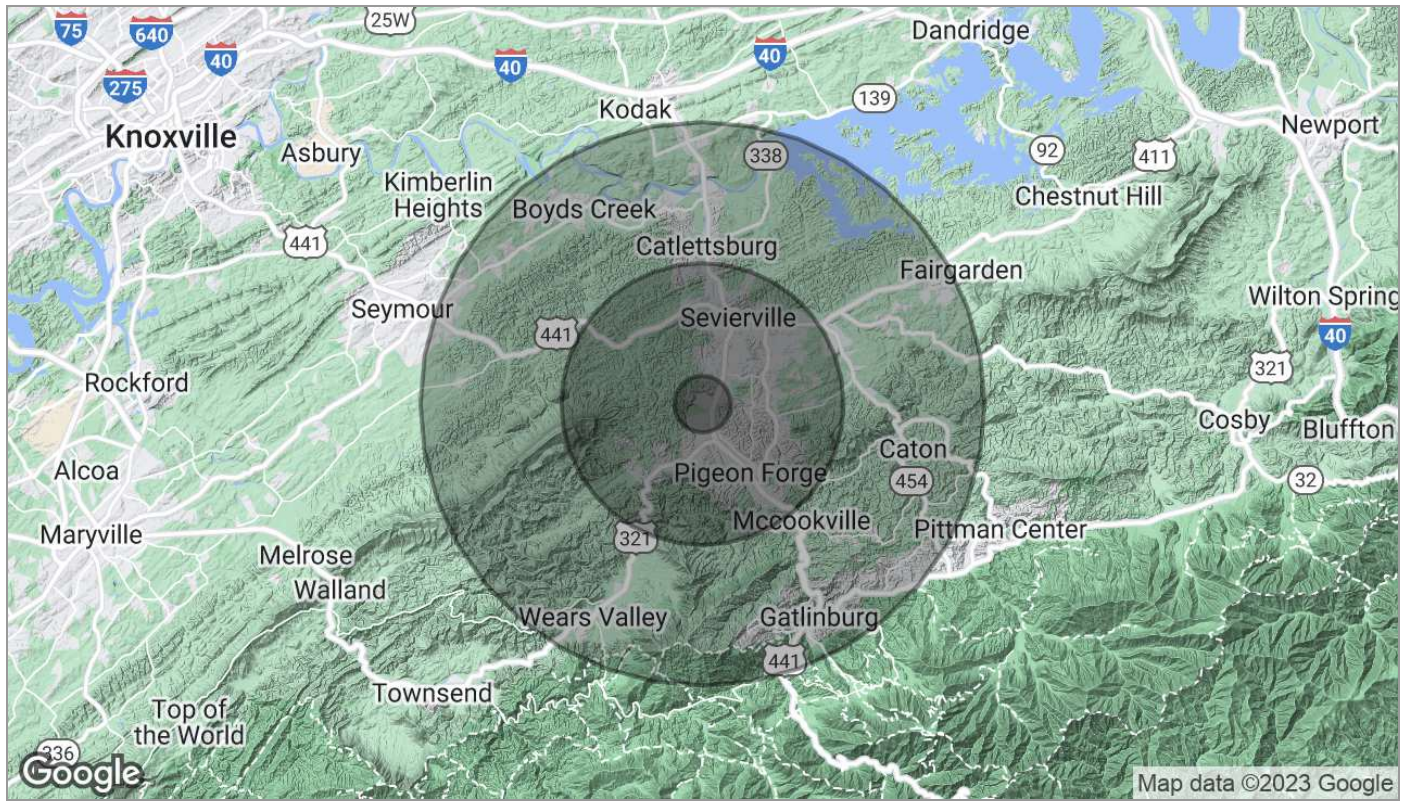 75
640
25W
40
40
40
Dandridge
275
Kodak
139
Knoxville
Asbury
338
92
411
Newport
Kimberlin
Heights
Boyds Creek
Chestnut Hill
441
Catlettsburg
Fairgarden
Seymour
441
Sevierville
Wilton Spring
40
Rockford
321
Cosby
Bluffton
Alcoa
Pigeon Forge
Caton
454
32
Maryville
Melrose
321
Mccookville
Pittman Center
Walland
Wears Valley
Gatlinburg
441
Townsend
Top of
the World
336
Google
Map data ©2023 Google